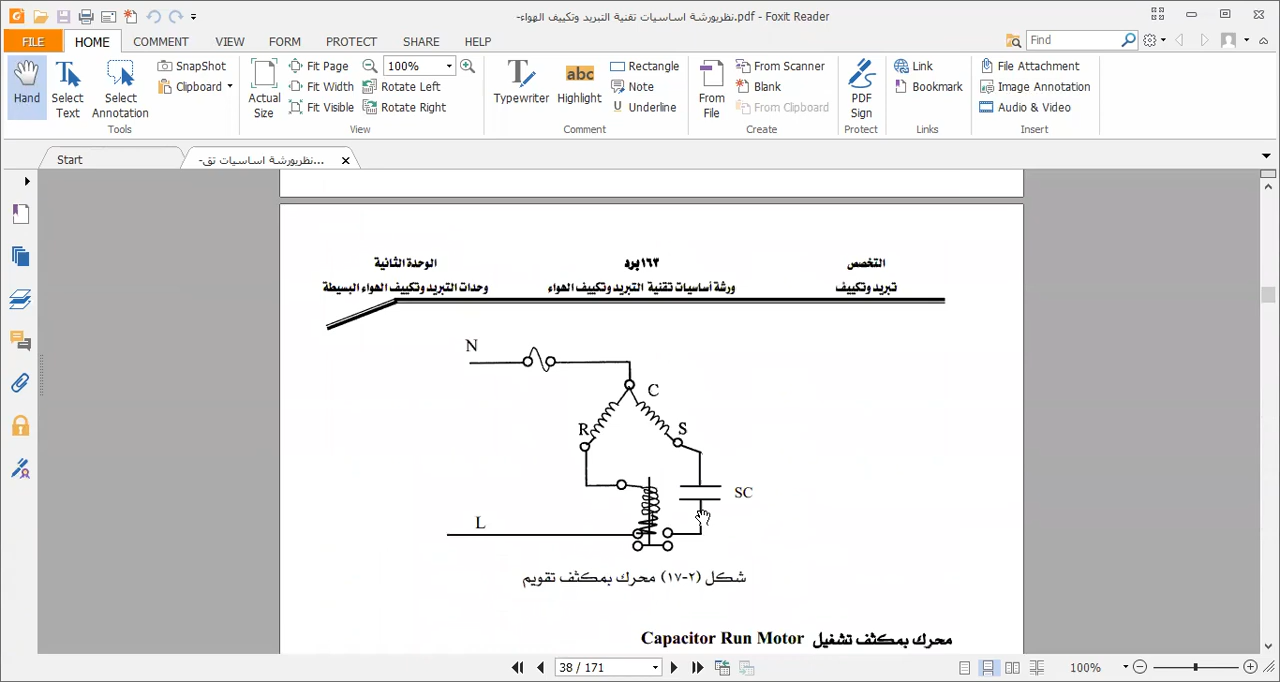 نظريورشة اساسيات تقنية التبريد وتكييف الهواء-.pdf - Foxit Reader
FILE HOME COMMENT VIEW FORM PROTECT SHARE HELP
Find
Hand
Select Text
Select Annotation
SnapShot
Clipboard
Tools
Actual Size
Fit Page
Fit Width
Fit Visible
100%
Rotate Left
Rotate Right
View
Typewriter
Highlight
Rectangle
Note
Underline
Comment
From File
From Scanner
Blank
From Clipboard
Create
PDF Sign
Protect
Link
Bookmark
Links
File Attachment
Image Annotation
Audio & Video
Insert
Start
نظريورشة اساسيات تق-...
التخصص ١٦٣ برد الوحدة الثانية
تبريد وتكييف ورشة أساسيات تقنية التبريد وتكييف الهواء وحدات التبريد وتكييف الهواء البسيطة
N
C
R
S
SC
L
شكل (٢-١٧) محرك بمكثف تقويم
محرك بمكثف تشغيل Capacitor Run Motor
38 / 171
100%